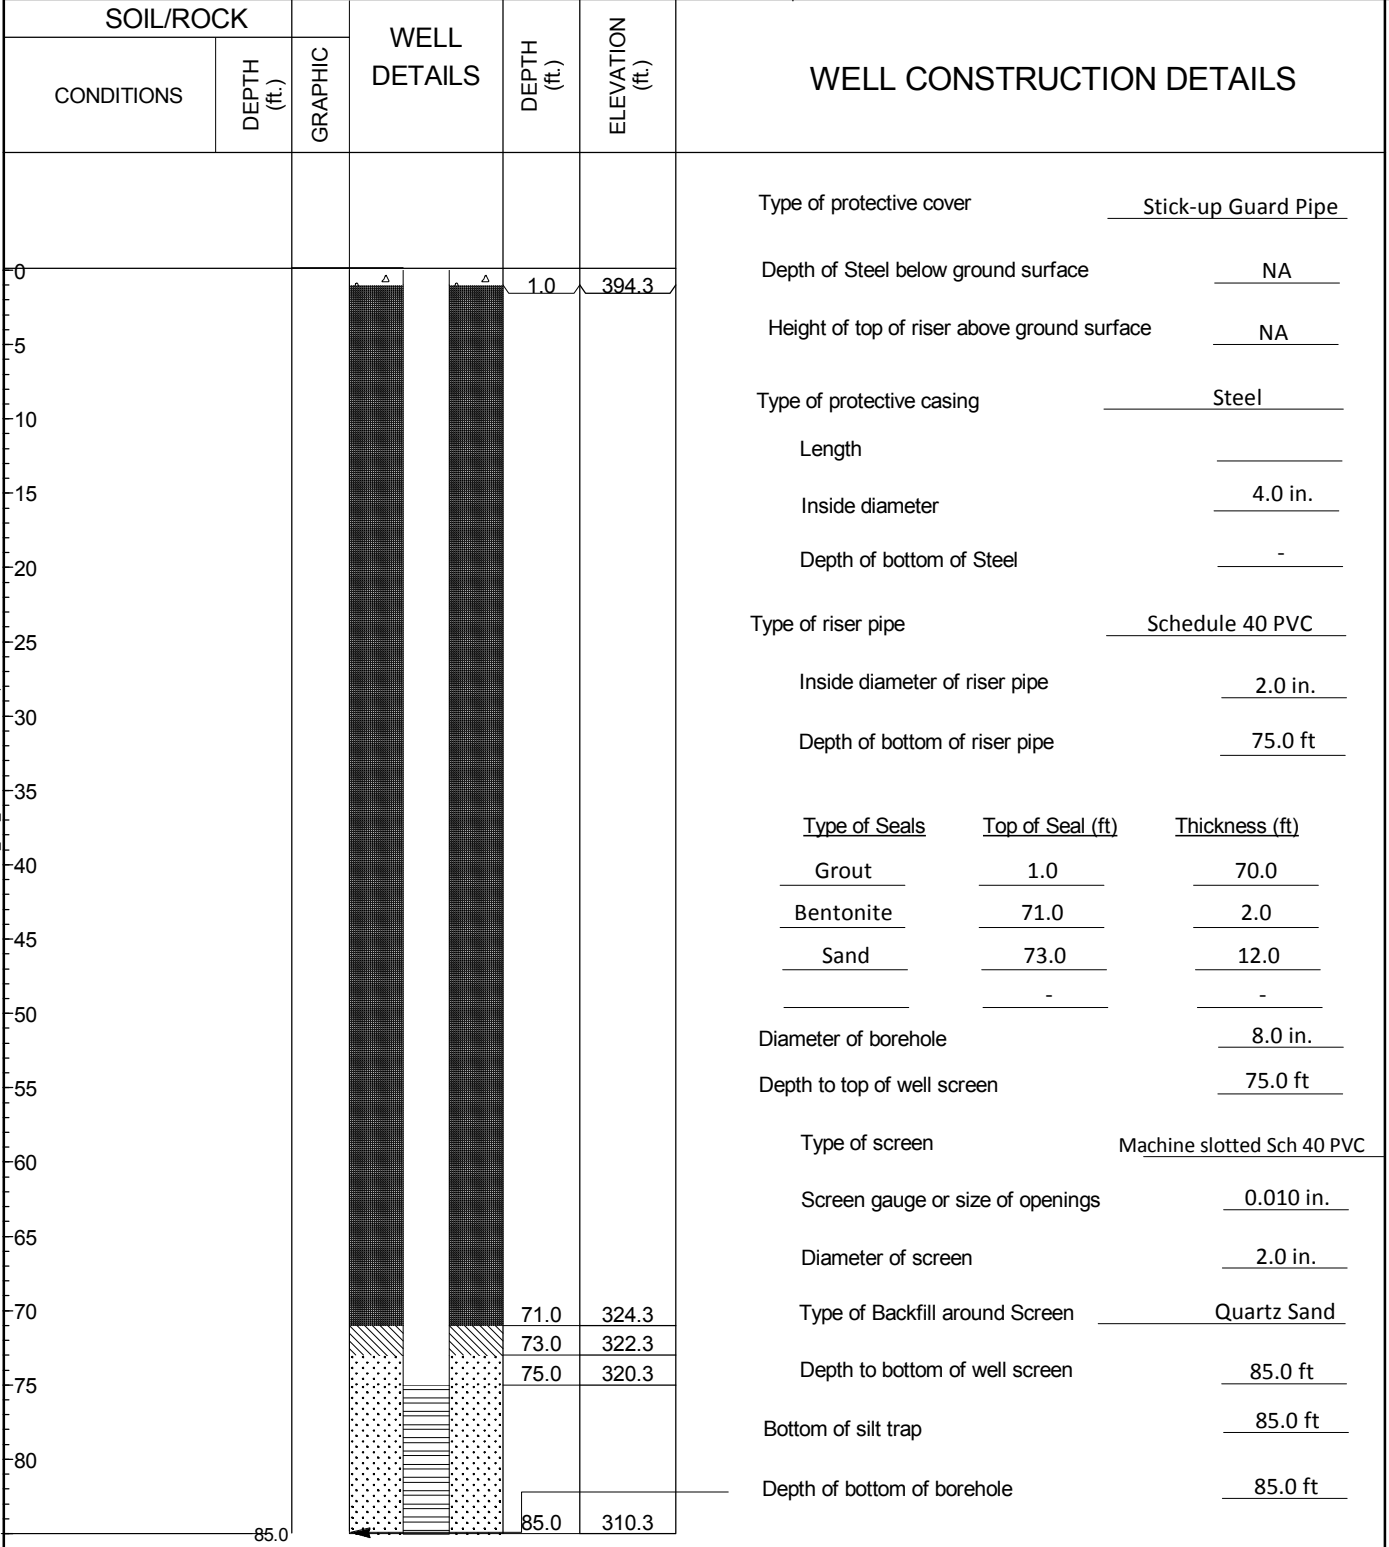 SOIL/ROCK
CONDITIONS
DEPTH
(ft.)
GRAPHIC
WELL
DETAILS
DEPTH
(ft.)
ELEVATION
(ft.)
WELL CONSTRUCTION DETAILS
Type of protective cover Stick-up Guard Pipe
0
1.0 394.3
Depth of Steel below ground surface NA
Height of top of riser above ground surface NA
5
Type of protective casing Steel
10
Length
15
Inside diameter 4.0 in.
Depth of bottom of Steel -
20
Type of riser pipe Schedule 40 PVC
25
Inside diameter of riser pipe 2.0 in.
30
Depth of bottom of riser pipe 75.0 ft
35
Type of Seals Top of Seal (ft) Thickness (ft)
40
Grout 1.0 70.0
Bentonite 71.0 2.0
45
Sand 73.0 12.0
- -
50
Diameter of borehole 8.0 in.
55
Depth to top of well screen 75.0 ft
60
Type of screen Machine slotted Sch 40 PVC
Screen gauge or size of openings 0.010 in.
65
Diameter of screen 2.0 in.
70
71.0 324.3
Type of Backfill around Screen Quartz Sand
73.0 322.3
75
75.0 320.3
Depth to bottom of well screen 85.0 ft
Bottom of silt trap 85.0 ft
80
Depth of bottom of borehole 85.0 ft
85.0 310.3
85.0